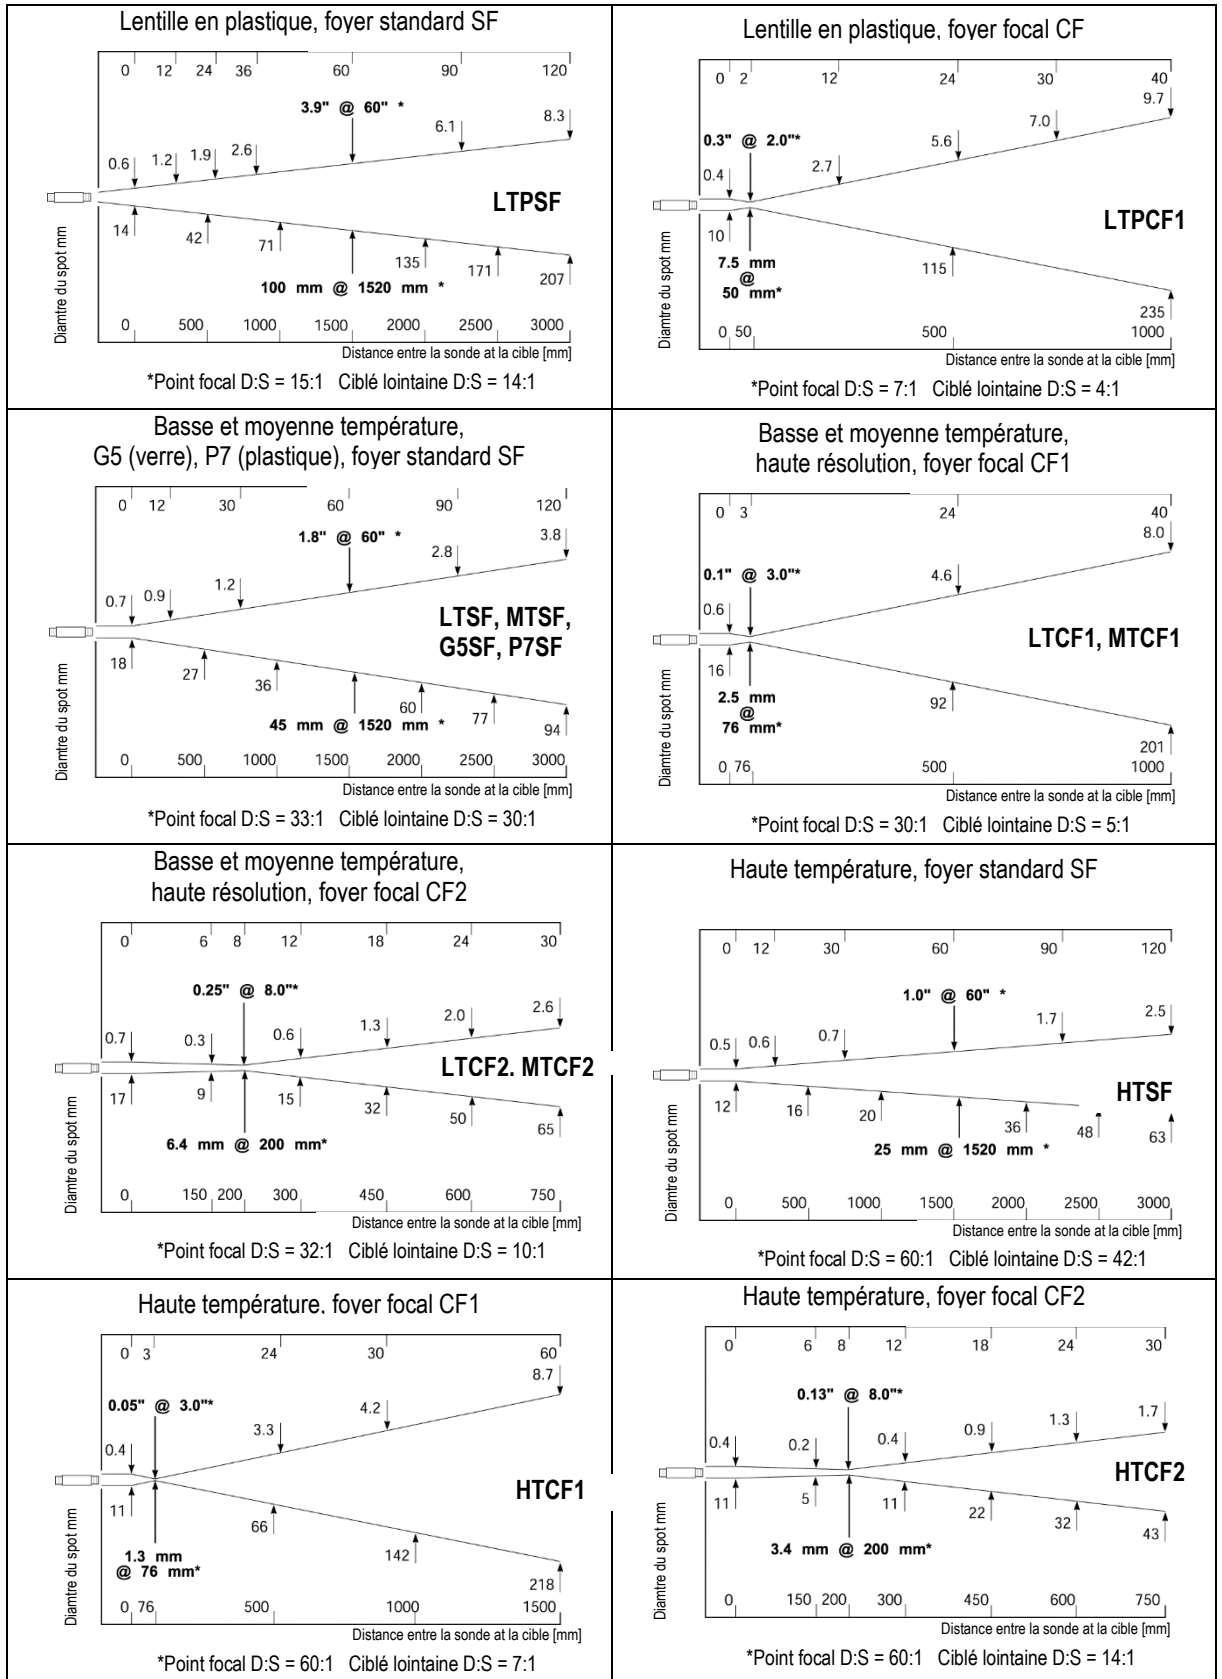 Lentille en plastique, foyer standard SF
0 12 24 36 60 90 120
3.9" @ 60" *
0.6 1.2 1.9 2.6 6.1 8.3
LTPSF
14 42 71 135 171 207
100 mm @ 1520 mm *
Diamtre du spot mm
0 500 1000 1500 2000 2500 3000
Distance entre la sonde at la cible [mm]
*Point focal D:S = 15:1 Ciblé lointaine D:S = 14:1
Lentille en plastique, foyer focal CF
0 2 12 24 30 40
0.3" @ 2.0"*
0.4 2.7 5.6 7.0 9.7
LTPCF1
10 115 235
7.5 mm
@
50 mm*
Diamtre du spot mm
0 50 500 1000
Distance entre la sonde at la cible [mm]
*Point focal D:S = 7:1 Ciblé lointaine D:S = 4:1
Basse et moyenne température,
G5 (verre), P7 (plastique), foyer standard SF
0 12 30 60 90 120
1.8" @ 60" *
0.7 0.9 1.2 2.8 3.8
LTSF, MTSF,
G5SF, P7SF
18 27 36 60 77 94
45 mm @ 1520 mm *
Diamtre du spot mm
0 500 1000 1500 2000 2500 3000
Distance entre la sonde at la cible [mm]
*Point focal D:S = 33:1 Ciblé lointaine D:S = 30:1
Basse et moyenne température,
haute résolution, foyer focal CF1
0 3 24 40
0.1" @ 3.0"*
0.6 4.6 8.0
LTCF1, MTCF1
16 92 201
2.5 mm
@
76 mm*
Diamtre du spot mm
0 76 500 1000
Distance entre la sonde at la cible [mm]
*Point focal D:S = 30:1 Ciblé lointaine D:S = 5:1
Basse et moyenne température,
haute résolution, foyer focal CF2
0 6 8 12 18 24 30
0.25" @ 8.0"*
0.7 0.3 0.6 1.3 2.0 2.6
LTCF2. MTCF2
17 9 15 32 50 65
6.4 mm @ 200 mm*
Diamtre du spot mm
0 150 200 300 450 600 750
Distance entre la sonde at la cible [mm]
*Point focal D:S = 32:1 Ciblé lointaine D:S = 10:1
Haute température, foyer standard SF
0 12 30 60 90 120
1.0" @ 60" *
0.5 0.6 0.7 1.7 2.5
HTSF
12 16 20 36 48 63
25 mm @ 1520 mm *
Diamtre du spot mm
0 500 1000 1500 2000 2500 3000
Distance entre la sonde at la cible [mm]
*Point focal D:S = 60:1 Ciblé lointaine D:S = 42:1
Haute température, foyer focal CF1
0 3 24 30 60
0.05" @ 3.0"*
0.4 3.3 4.2 8.7
HTCF1
11 66 142 218
1.3 mm
@ 76 mm*
Diamtre du spot mm
0 76 500 1000 1500
Distance entre la sonde at la cible [mm]
*Point focal D:S = 60:1 Ciblé lointaine D:S = 7:1
Haute température, foyer focal CF2
0 6 8 12 18 24 30
0.13" @ 8.0"*
0.4 0.2 0.4 0.9 1.3 1.7
HTCF2
11 5 11 22 32 43
3.4 mm @ 200 mm*
Diamtre du spot mm
0 150 200 300 450 600 750
Distance entre la sonde at la cible [mm]
*Point focal D:S = 60:1 Ciblé lointaine D:S = 14:1